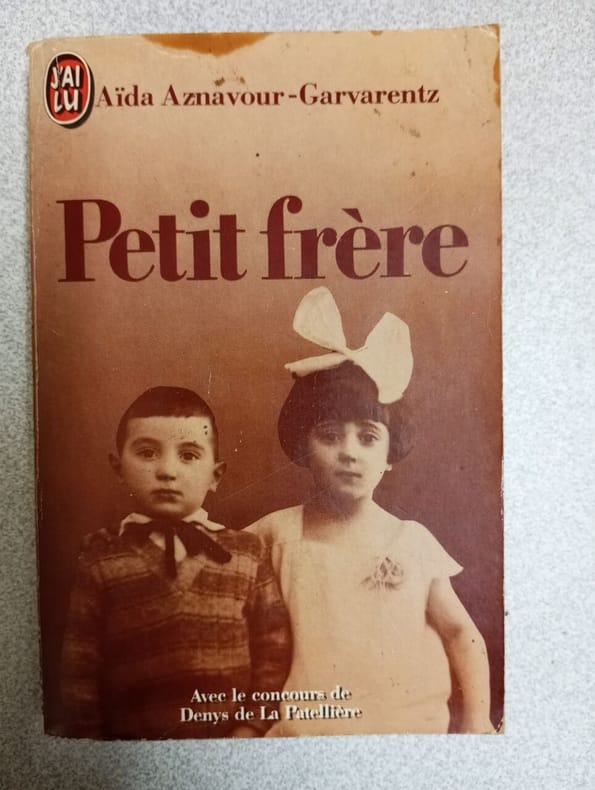 J'AI
LU
Aïda Aznavour-Garvarentz
Petit frère
Avec le concours de
Denys de La Patellière